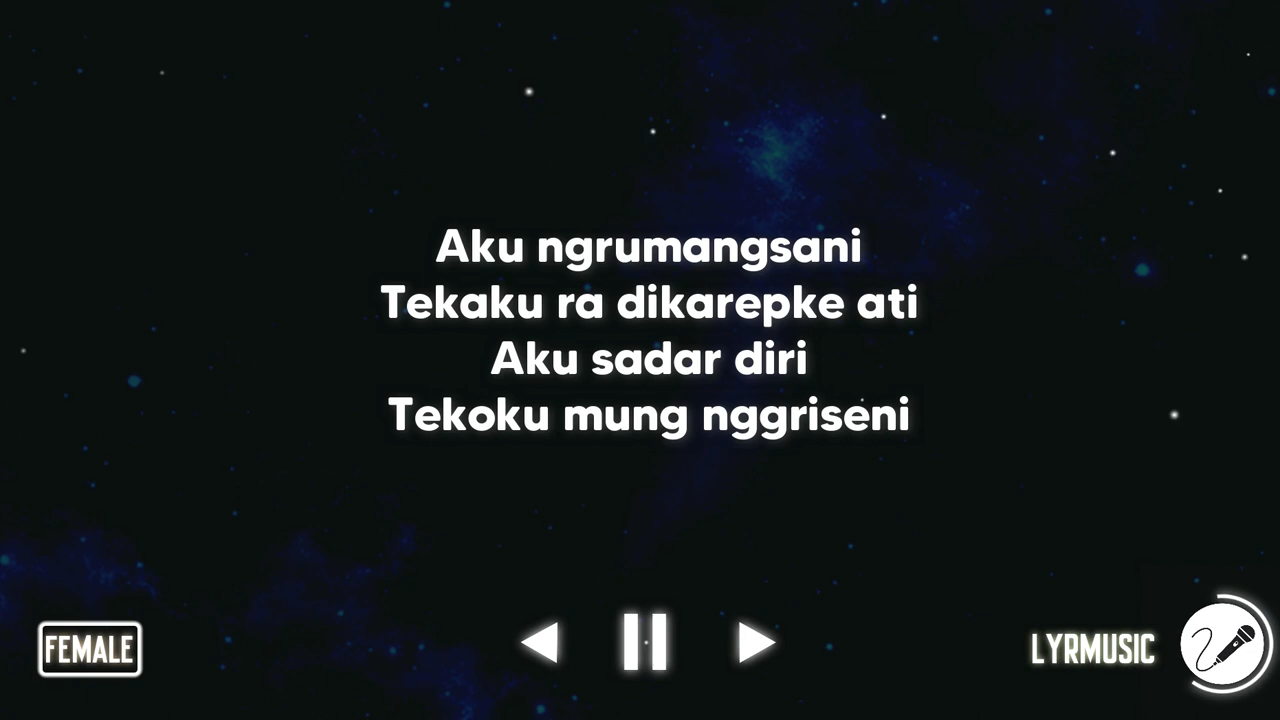 Aku ngrumangsani
Tekaku ra dikarepke ati
Aku sadar diri
Tekoku mung nggriseni
FEMALE
LYRMUSIC